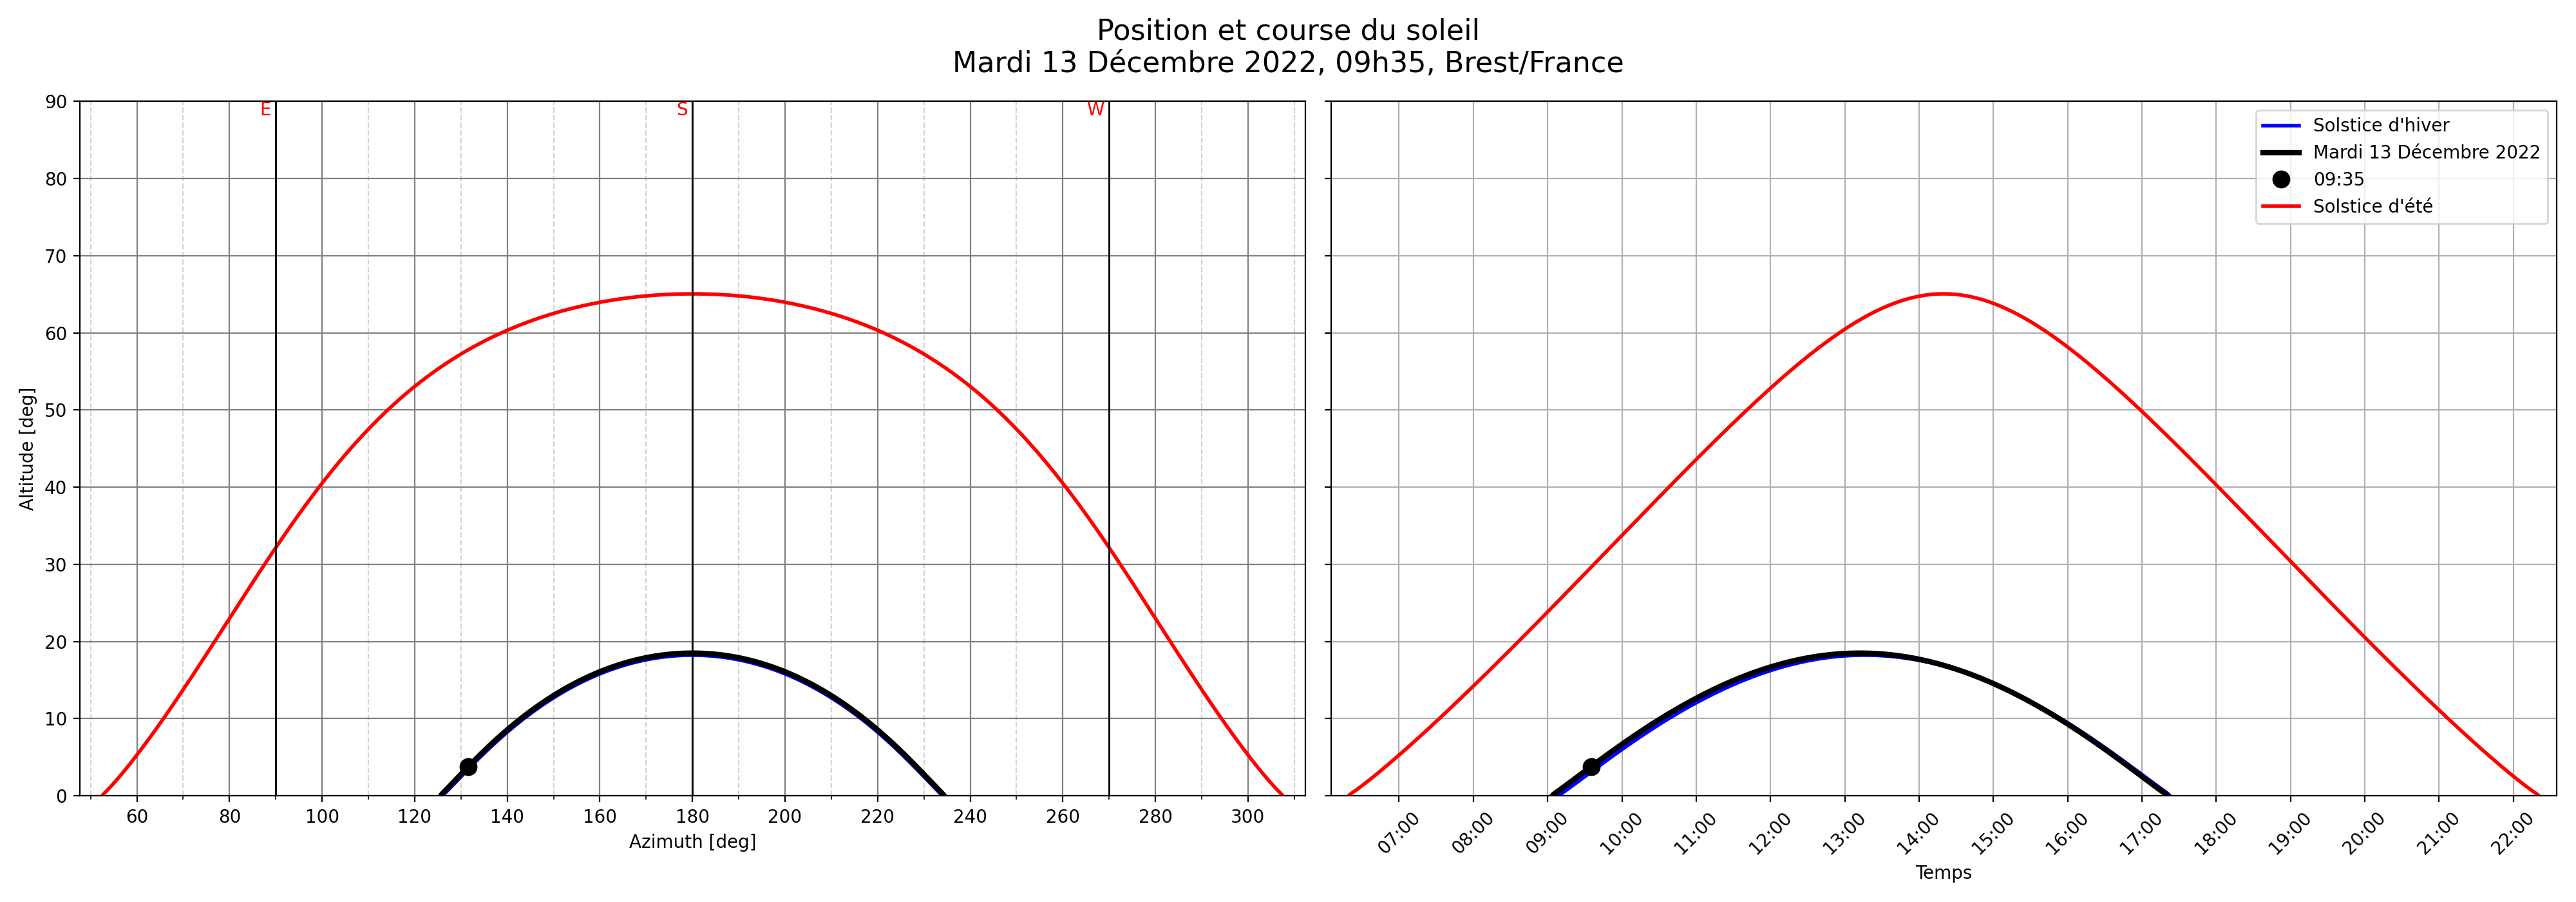 Position et course du soleil
Mardi 13 Décembre 2022, 09h35, Brest/France
E
S
W
90
80
70
60
50
40
30
20
10
0
Altitude [deg]
60 80 100 120 140 160 180 200 220 240 260 280 300
Azimuth [deg]
Solstice d'hiver
Mardi 13 Décembre 2022
09:35
Solstice d'été
07:00 08:00 09:00 10:00 11:00 12:00 13:00 14:00 15:00 16:00 17:00 18:00 19:00 20:00 21:00 22:00
Temps